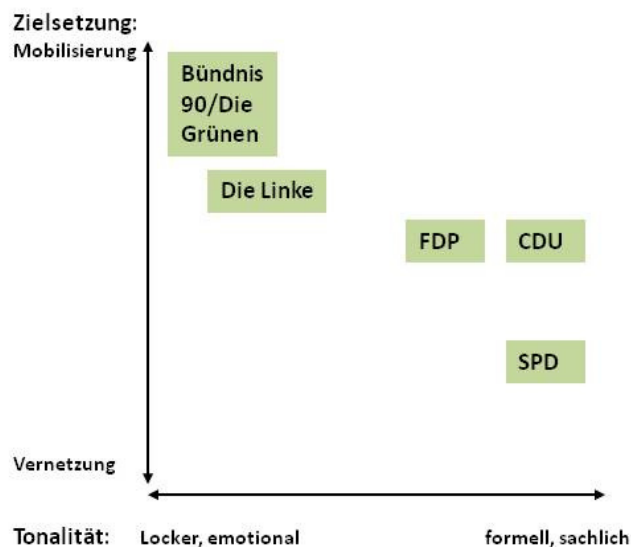 Zielsetzung:
Mobilisierung
Bündnis
90/Die
Grünen
Die Linke
FDP
CDU
SPD
Vernetzung
Tonalität: Locker, emotional formell, sachlich